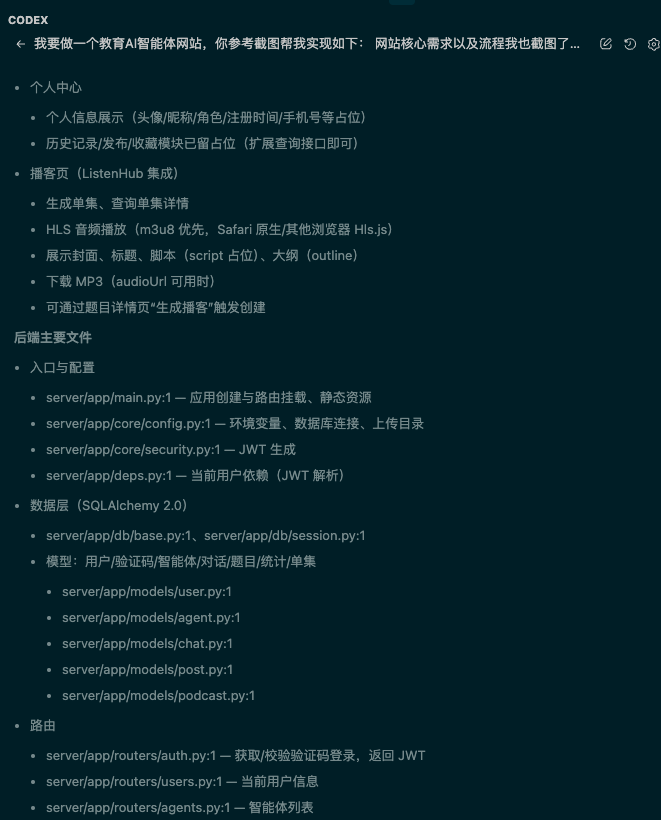 CODEX
← 我要做一个教育AI智能体网站，你参考截图帮我实现如下： 网站核心需求以及流程我也截图了...
• 个人中心
• 个人信息展示（头像/昵称/角色/注册时间/手机号等占位）
• 历史记录/发布/收藏模块已留占位（扩展查询接口即可）
• 播客页（ListenHub 集成）
• 生成单集、查询单集详情
• HLS 音频播放（m3u8 优先，Safari 原生/其他浏览器 Hls.js）
• 展示封面、标题、脚本（script 占位）、大纲（outline）
• 下载 MP3（audioUrl 可用时）
• 可通过题目详情页“生成播客”触发创建
后端主要文件
• 入口与配置
• server/app/main.py:1 — 应用创建与路由挂载、静态资源
• server/app/core/config.py:1 — 环境变量、数据库连接、上传目录
• server/app/core/security.py:1 — JWT 生成
• server/app/deps.py:1 — 当前用户依赖（JWT 解析）
• 数据层（SQLAlchemy 2.0）
• server/app/db/base.py:1、server/app/db/session.py:1
• 模型：用户/验证码/智能体/对话/题目/统计/单集
• server/app/models/user.py:1
• server/app/models/agent.py:1
• server/app/models/chat.py:1
• server/app/models/post.py:1
• server/app/models/podcast.py:1
• 路由
• server/app/routers/auth.py:1 — 获取/校验验证码登录，返回 JWT
• server/app/routers/users.py:1 — 当前用户信息
• server/app/routers/agents.py:1 — 智能体列表